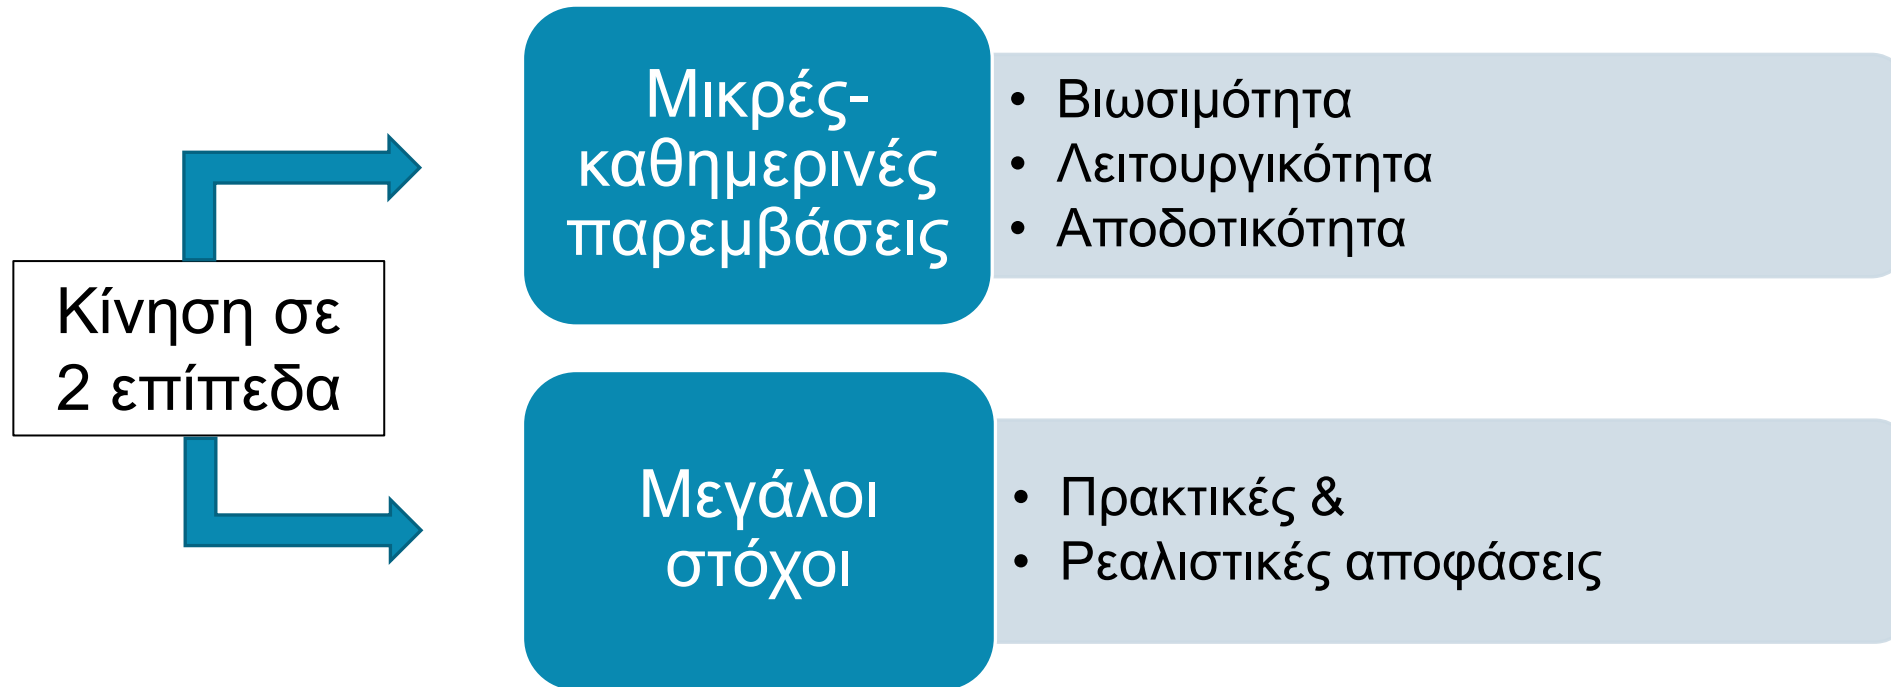 Κίνηση σε
2 επίπεδα
Μικρές-
καθημερινές
παρεμβάσεις
• Βιωσιμότητα
• Λειτουργικότητα
• Αποδοτικότητα
Μεγάλοι
στόχοι
• Πρακτικές &
• Ρεαλιστικές αποφάσεις